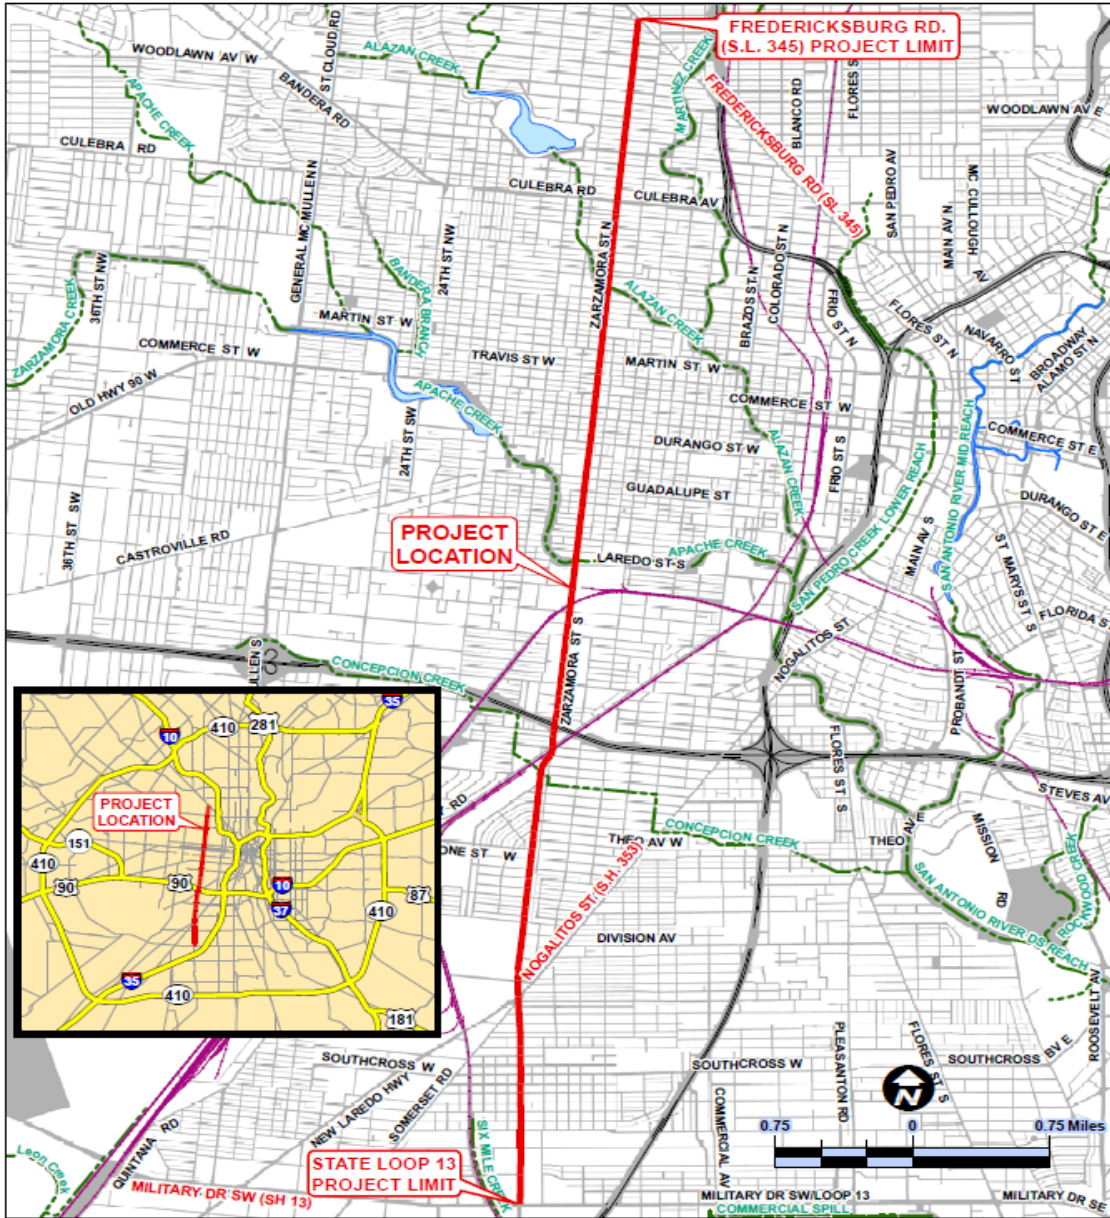 FREDERICKSBURG RD.
(S.L. 345) PROJECT LIMIT
WOODLAWN AV W
ST CLOUD RD
ALAZAN CREEK
BANDERA RD
MARTINEZ CREEK
FREDERICKSBURG RD (SL 345)
BLANCO RD
FLORES S
WOODLAWN AV E
APACHE CREEK
CULEBRA RD
CULEBRA RD
CULEBRA AV
SAN PEDRO AV
MAIN AV N
MC CULLOUGH AV
GENERAL MC MULLEN N
24TH ST NW
BANDERA BRANCH
ZARZAMORA ST N
BRAZOS ST N
COLORADO ST N
FRIO ST N
FLORES ST N
NAVARRO ST
BROADWAY
ALAMO ST N
ZARZAMORA CREEK
36TH ST NW
MARTIN ST W
COMMERCE ST W
OLD HWY 90 W
ALAZAN CREEK
TRAVIS ST W
MARTIN ST W
APACHE CREEK
24TH ST SW
COMMERCE ST W
DURANGO ST W
ALAZAN CREEK
FRIO ST S
GUADALUPE ST
SAN ANTONIO RIVER MID REACH
COMMERCE ST E
DURANGO ST E
36TH ST SW
CASTROVILLE RD
PROJECT
LOCATION
LAREDO ST S
APACHE CREEK
SAN PEDRO CREEK LOWER REACH
MAIN AV S
ST MARYS ST S
FLORIDA ST
ULLEN S
CONCEPCION CREEK
ZARZAMORA ST S
NOGALITOS ST
PROBANDT ST
FLORES ST S
STEVES AV
35
10
410
281
PROJECT
LOCATION
151
410
90
90
10
37
87
410
35
410
181
RD
ONE ST W
THEO AV W
CONCEPCION CREEK
THEO AV E
MISSION RD
ROCKWOOD CREEK
SAN ANTONIO RIVER DS REACH
NOGALITOS ST (S.H. 353)
DIVISION AV
ROOSEVELT AV
SOUTHCROSS W
NEW LAREDO HWY
SOMERSET RD
SOUTHCROSS W
PLEASANTON RD
FLORES ST S
SOUTHCROSS BV E
N
COMMERCIAL AV
0.75 0 0.75 Miles
SIX MILE CREEK
QUINTANA RD
Leon Creek
STATE LOOP 13
PROJECT LIMIT
MILITARY DR SW (SH 13)
MILITARY DR SW/LOOP 13
COMMERCIAL SPILL
MILITARY DR SE